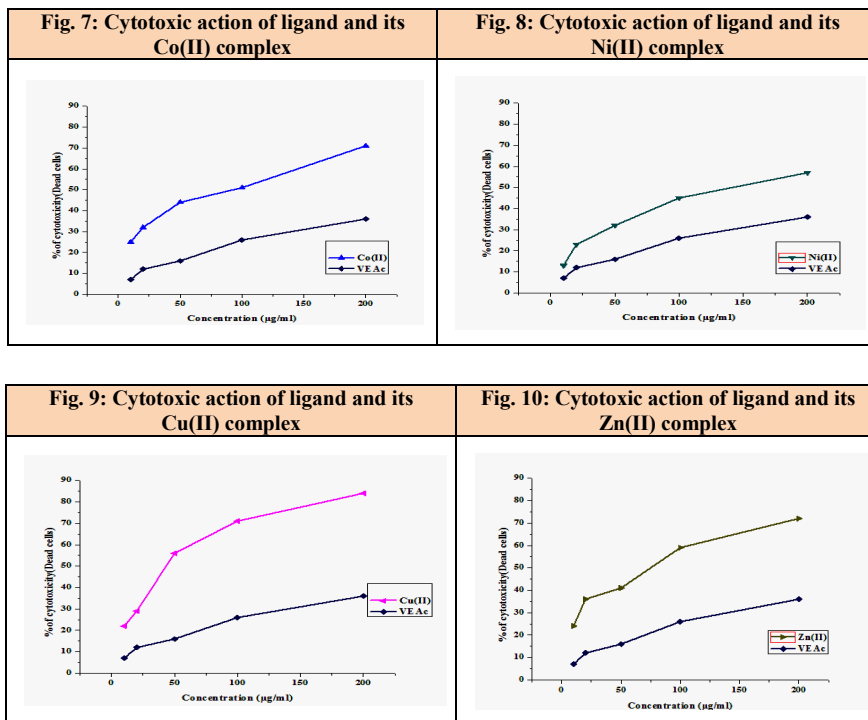 Fig. 7: Cytotoxic action of ligand and its
Co(II) complex
90
80
70
60
50
40
30
20
10
0
%of cytotoxicity(Dead cells)
Co(II)
VE Ac
0 50 100 150 200
Concentration (µg/ml)
Fig. 8: Cytotoxic action of ligand and its
Ni(II) complex
90
80
70
60
50
40
30
20
10
0
%of cytotoxicity(Dead cells)
Ni(II)
VE Ac
0 50 100 150 200
Concentration (µg/ml)
Fig. 9: Cytotoxic action of ligand and its
Cu(II) complex
90
80
70
60
50
40
30
20
10
0
%of cytotoxicity(Dead cells)
Cu(II)
VE Ac
0 50 100 150 200
Concentration (µg/ml)
Fig. 10: Cytotoxic action of ligand and its
Zn(II) complex
90
80
70
60
50
40
30
20
10
0
%of cytotoxicity(Dead cells)
Zn(II)
VE Ac
0 50 100 150 200
Concentration (µg/ml)